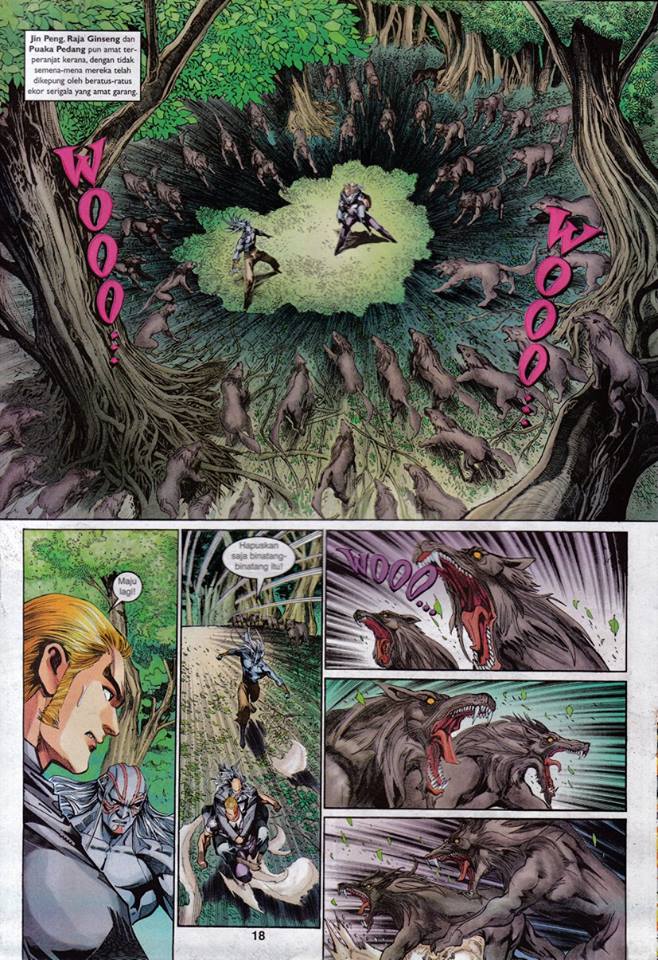 Jin Peng, Raja Ginseng dan
Puaka Pedang pun amat ter-
peranjat kerana, dengan tidak
semena-mena mereka telah
dikepung oleh beratus-ratus
ekor serigala yang amat garang.
WOOO...
WOOO...
Maju
lagi!
Hapuskan
saja binatang-
binatang itu!
WOOO...
18